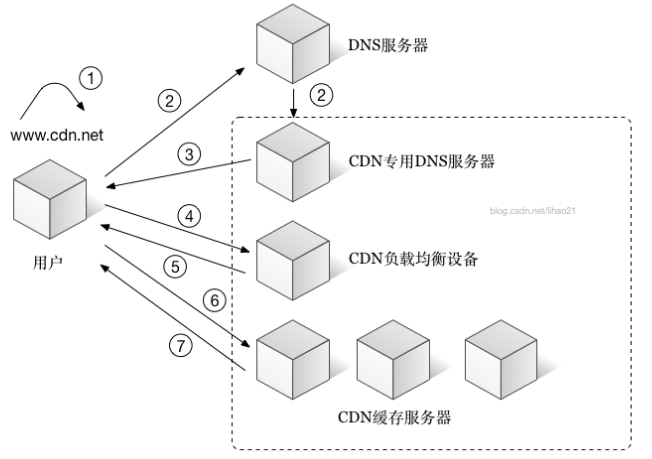 DNS服务器
①
②
②
www.cdn.net
③
CDN专用DNS服务器
④
blog.csdn.net/lihao21
用户
⑤
CDN负载均衡设备
⑥
⑦
CDN缓存服务器